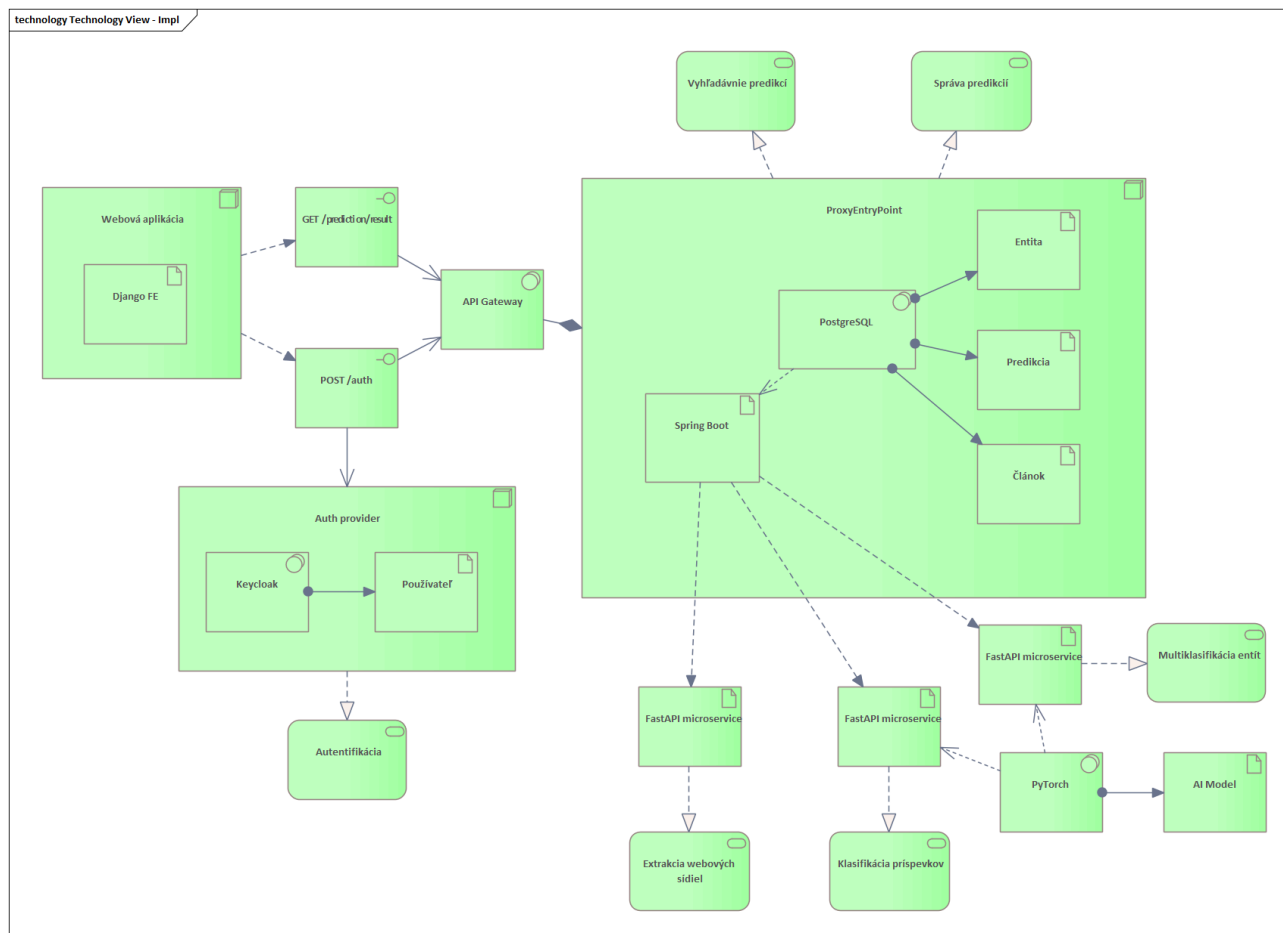 technology Technology View - Impl
Vyhľadávnie predikcí
Správa predikcií
Webová aplikácia
Django FE
GET /prediction/result
API Gateway
POST /auth
ProxyEntryPoint
Entita
PostgreSQL
Predikcia
Spring Boot
Článok
Auth provider
Keycloak
Používateľ
Autentifikácia
FastAPI microservice
FastAPI microservice
FastAPI microservice
Multiklasifikácia entít
PyTorch
AI Model
Extrakcia webových
sídiel
Klasifikácia príspevkov